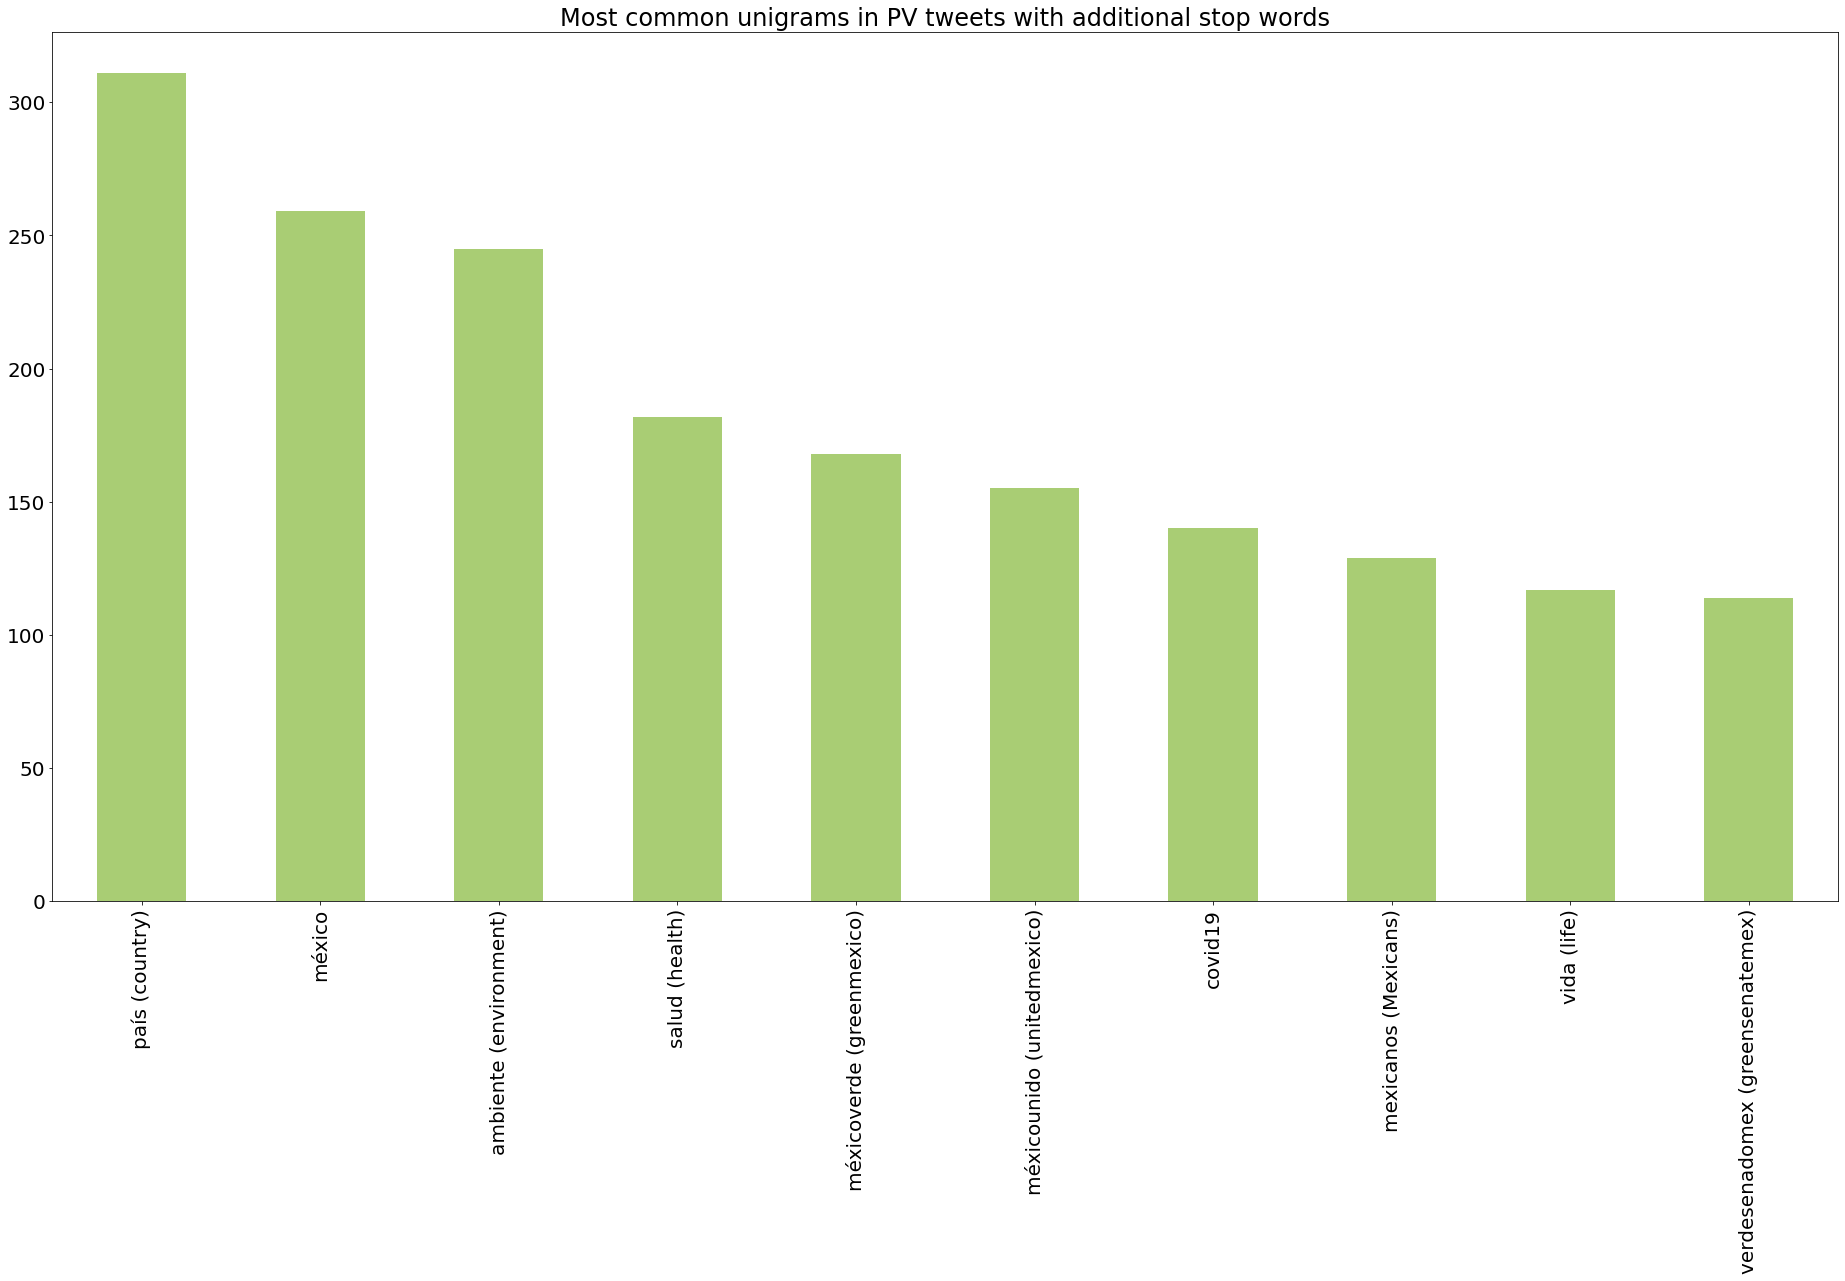 Most common unigrams in PV tweets with additional stop words
300
250
200
150
100
50
0
país (country)
méxico
ambiente (environment)
salud (health)
méxicoverde (greenmexico)
méxicounido (unitedmexico)
covid19
mexicanos (Mexicans)
vida (life)
verdesenadomex (greensenatemex)